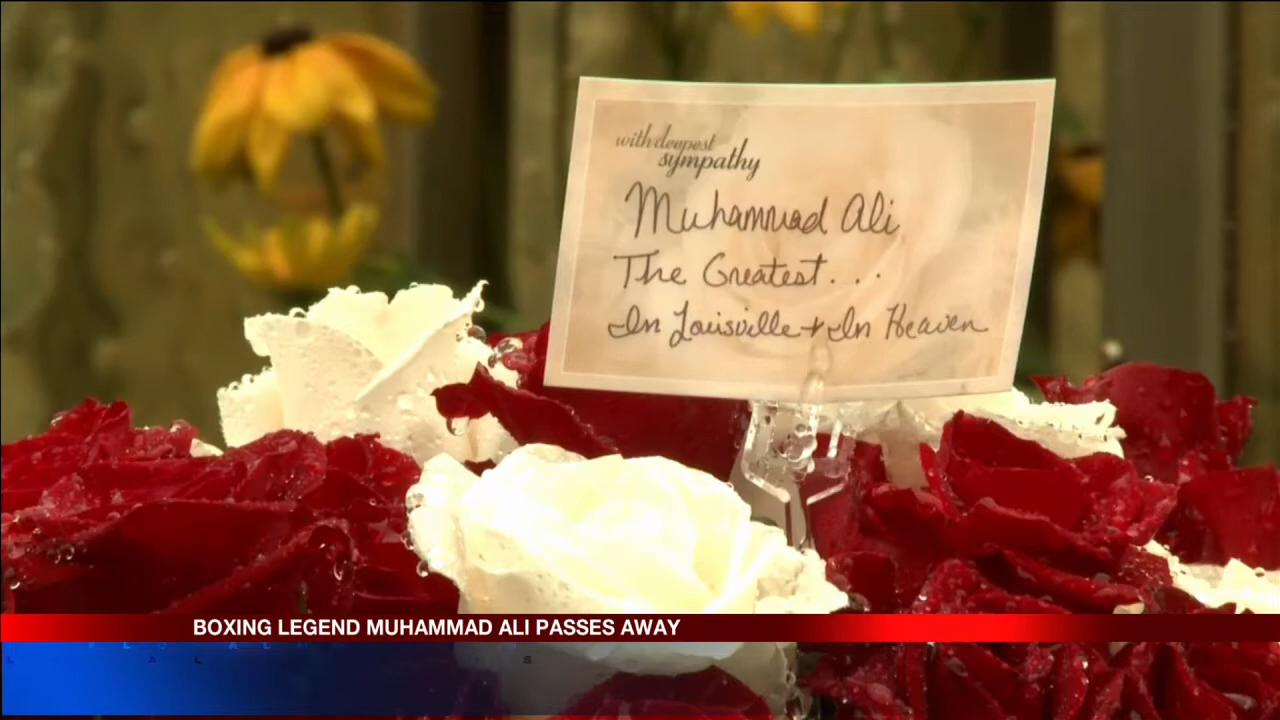 with deepest
sympathy
Muhammad Ali
The Greatest...
In Louisville + In Heaven
BOXING LEGEND MUHAMMAD ALI PASSES AWAY